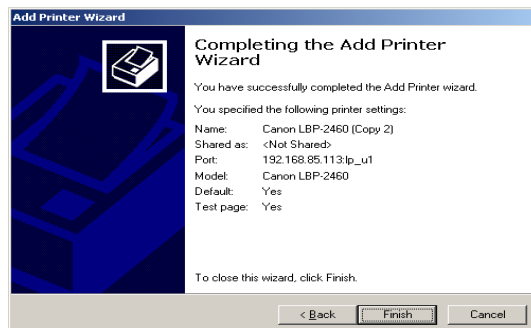 Add Printer Wizard
Completing the Add Printer
Wizard
You have successfully completed the Add Printer wizard.
You specified the following printer settings:
Name: Canon LBP-2460 (Copy 2)
Shared as: <Not Shared>
Port: 192.168.85.113:lp_u1
Model: Canon LBP-2460
Default: Yes
Test page: Yes
To close this wizard, click Finish.
< Back Finish Cancel